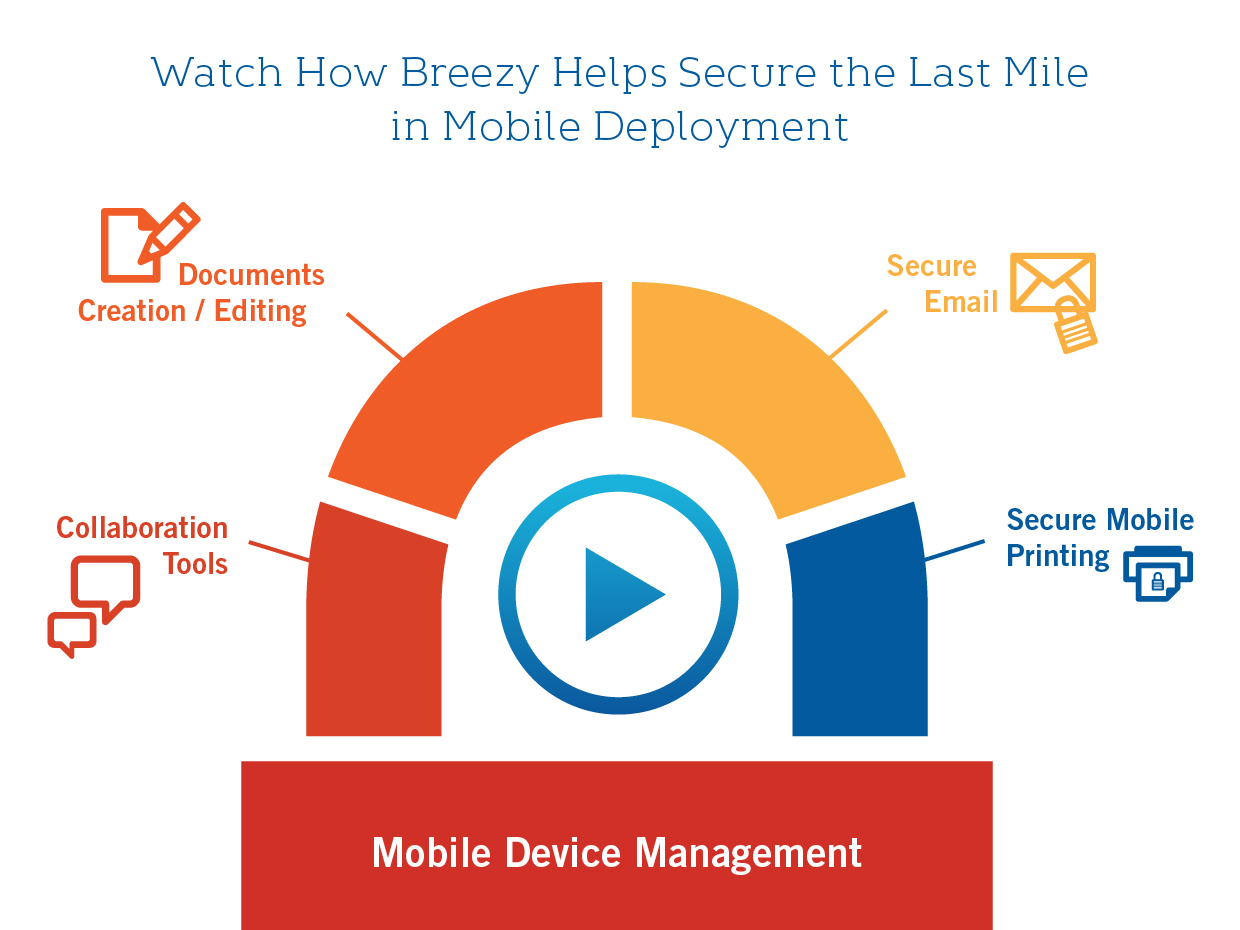 Watch How Breezy Helps Secure the Last Mile
in Mobile Deployment
Documents
Creation / Editing
Secure
Email
Collaboration
Tools
Secure Mobile
Printing
Mobile Device Management